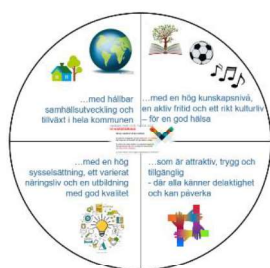 ...med hållbar
samhällsutveckling och
tillväxt i hela kommunen
...med en hög kunskapsnivå,
en aktiv fritid och ett rikt kulturliv
- för en god hälsa
...med en hög
sysselsättning, ett varierat
näringsliv och en utbildning
med god kvalitet
...som är attraktiv, trygg och
tillgänglig
- där alla känner delaktighet
och kan påverka